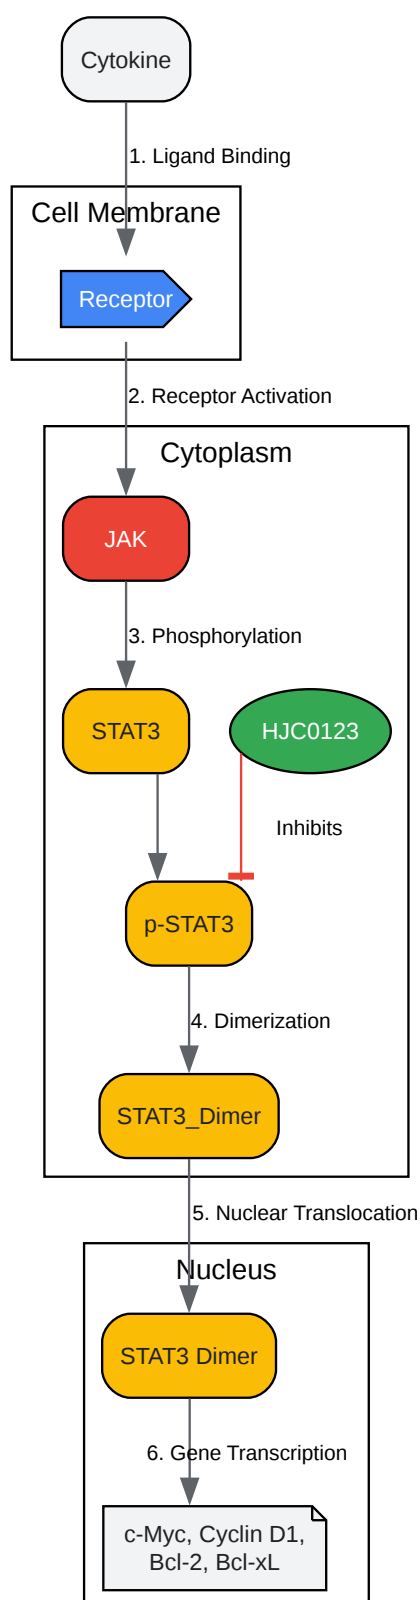 Cytokine
1. Ligand Binding
Cell Membrane
Receptor
2. Receptor Activation
Cytoplasm
JAK
3. Phosphorylation
STAT3
HJC0123
Inhibits
p-STAT3
4. Dimerization
STAT3_Dimer
5. Nuclear Translocation
Nucleus
STAT3 Dimer
6. Gene Transcription
c-Myc, Cyclin D1,
Bcl-2, Bcl-xL